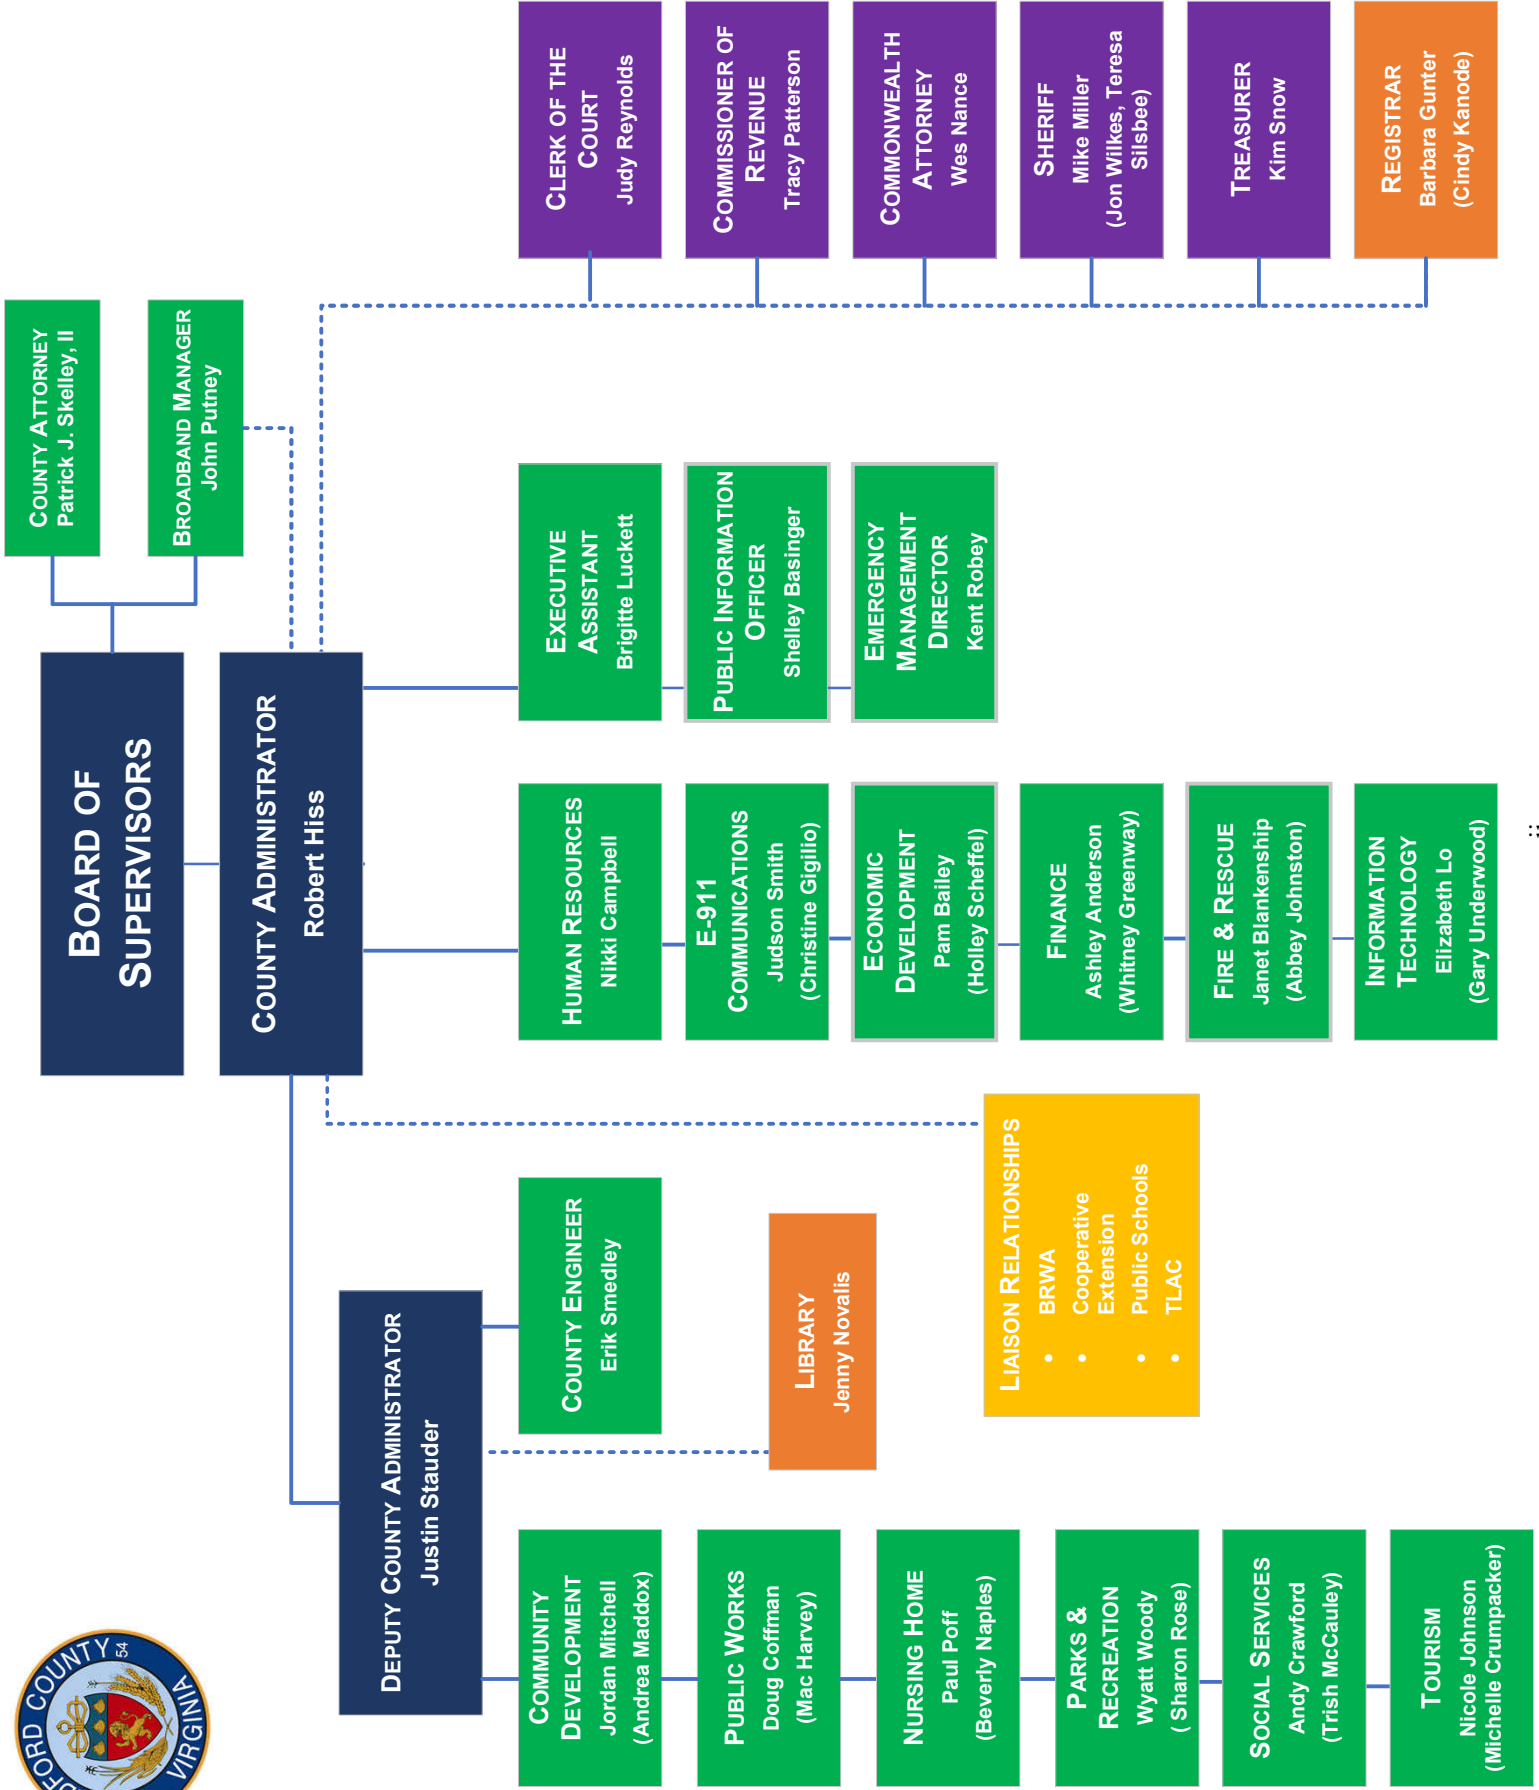 FORD COUNTY
54
VIRGINIA
BOARD OF
SUPERVISORS
COUNTY ATTORNEY
Patrick J. Skelley, II
BROADBAND MANAGER
John Putney
COUNTY ADMINISTRATOR
Robert Hiss
DEPUTY COUNTY ADMINISTRATOR
Justin Stauder
COMMUNITY
DEVELOPMENT
Jordan Mitchell
(Andrea Maddox)
PUBLIC WORKS
Doug Coffman
(Mac Harvey)
NURSING HOME
Paul Poff
(Beverly Naples)
PARKS &
RECREATION
Wyatt Woody
( Sharon Rose)
SOCIAL SERVICES
Andy Crawford
(Trish McCauley)
TOURISM
Nicole Johnson
(Michelle Crumpacker)
COUNTY ENGINEER
Erik Smedley
LIBRARY
Jenny Novalis
LIAISON RELATIONSHIPS
• BRWA
• Cooperative
Extension
• Public Schools
• TLAC
HUMAN RESOURCES
Nikki Campbell
E-911
COMMUNICATIONS
Judson Smith
(Christine Gigilio)
ECONOMIC
DEVELOPMENT
Pam Bailey
(Holley Scheffel)
FINANCE
Ashley Anderson
(Whitney Greenway)
FIRE & RESCUE
Janet Blankenship
(Abbey Johnston)
INFORMATION
TECHNOLOGY
Elizabeth Lo
(Gary Underwood)
EXECUTIVE
ASSISTANT
Brigitte Luckett
PUBLIC INFORMATION
OFFICER
Shelley Basinger
EMERGENCY
MANAGEMENT
DIRECTOR
Kent Robey
CLERK OF THE
COURT
Judy Reynolds
COMMISSIONER OF
REVENUE
Tracy Patterson
COMMONWEALTH
ATTORNEY
Wes Nance
SHERIFF
Mike Miller
(Jon Wilkes, Teresa
Silsbee)
TREASURER
Kim Snow
REGISTRAR
Barbara Gunter
(Cindy Kanode)